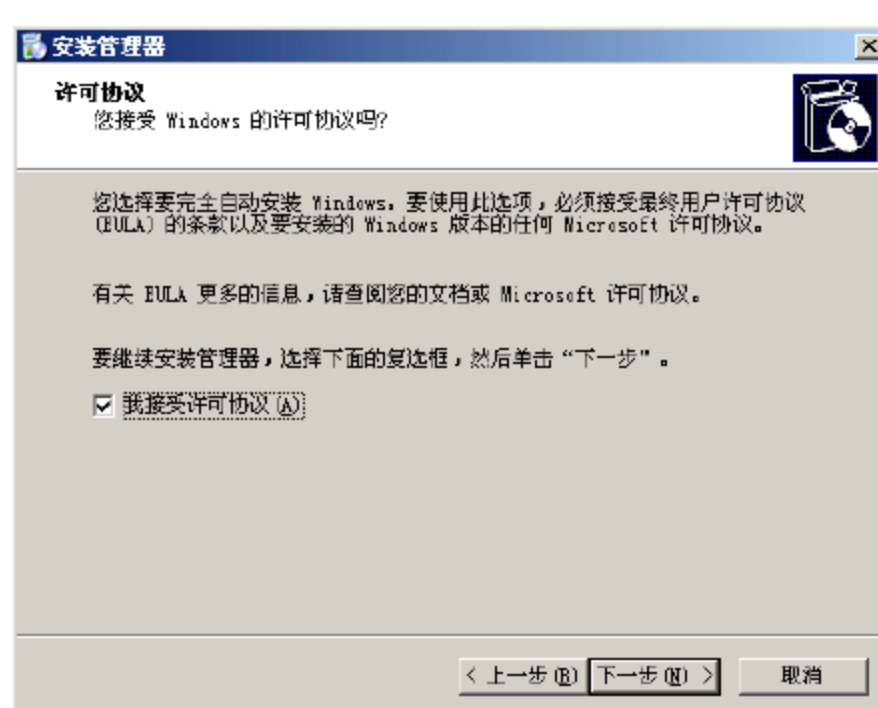 安装管理器
许可协议
您接受 Windows 的许可协议吗?
您选择要完全自动安装 Windows。要使用此选项，必须接受最终用户许可协议
(EULA) 的条款以及要安装的 Windows 版本的任何 Microsoft 许可协议。
有关 EULA 更多的信息，请查阅您的文档或 Microsoft 许可协议。
要继续安装管理器，选择下面的复选框，然后单击“下一步”。
我接受许可协议(A)
< 上一步(B) 下一步(N) > 取消